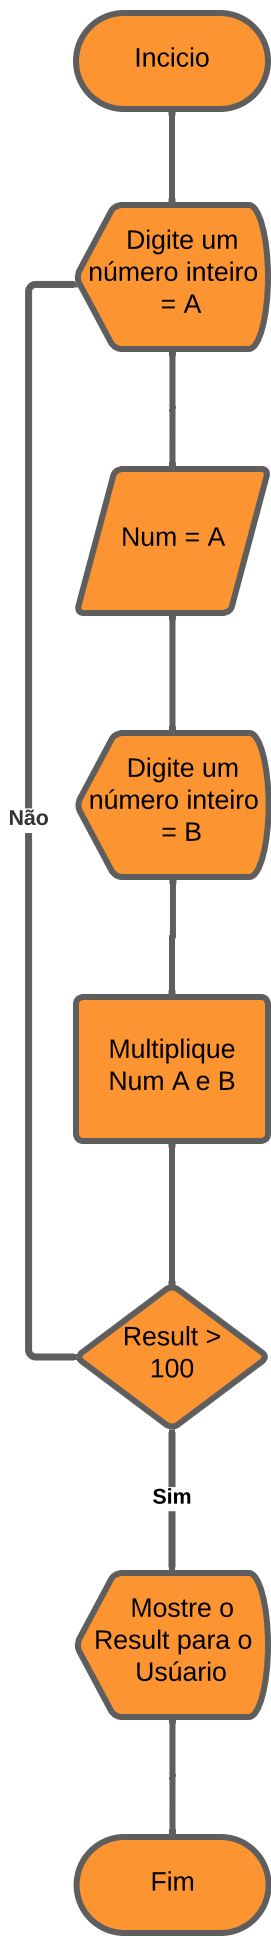 Incicio
Digite um
número inteiro
= A
Num = A
Digite um
número inteiro
= B
Não
Multiplique
Num A e B
Result >
100
Sim
Mostre o
Result para o
Usúario
Fim